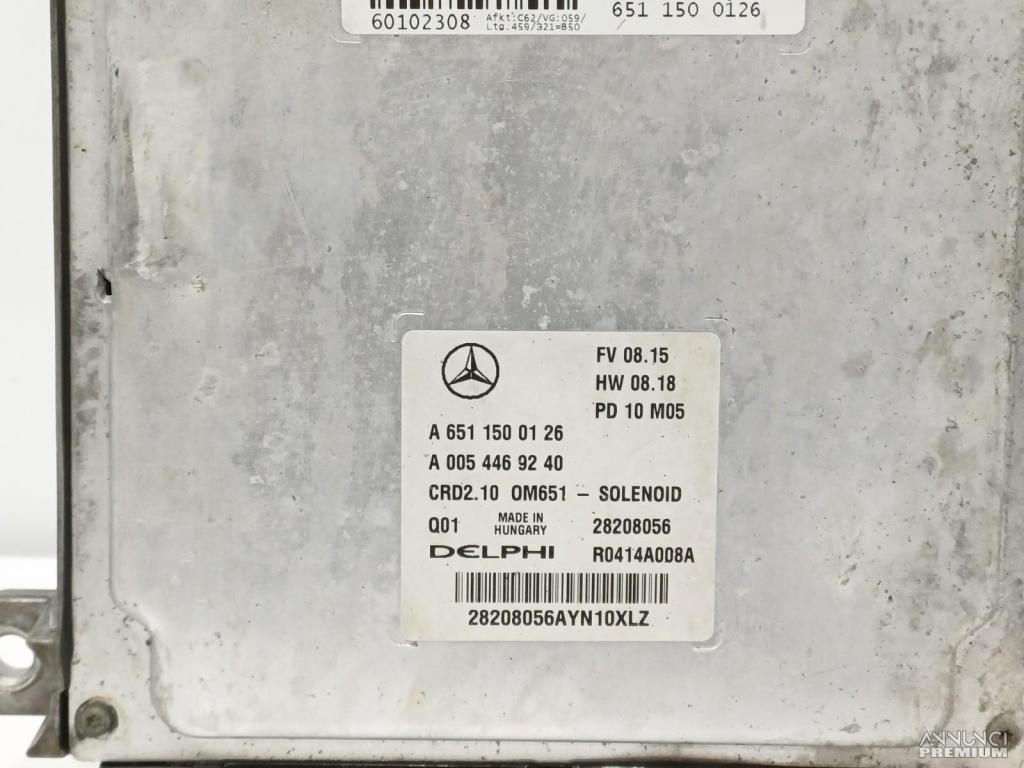 60102308
Afkt:C62/VG:059/
Ltg.459/321=B50
651 150 0126
FV 08.15
HW 08.18
PD 10 M05
A 651 150 01 26
A 005 446 92 40
CRD2.10 OM651 – SOLENOID
Q01 MADE IN HUNGARY 28208056
DELPHI R0414A008A
28208056AYN10XLZ
ANNUNCI
PREMIUM